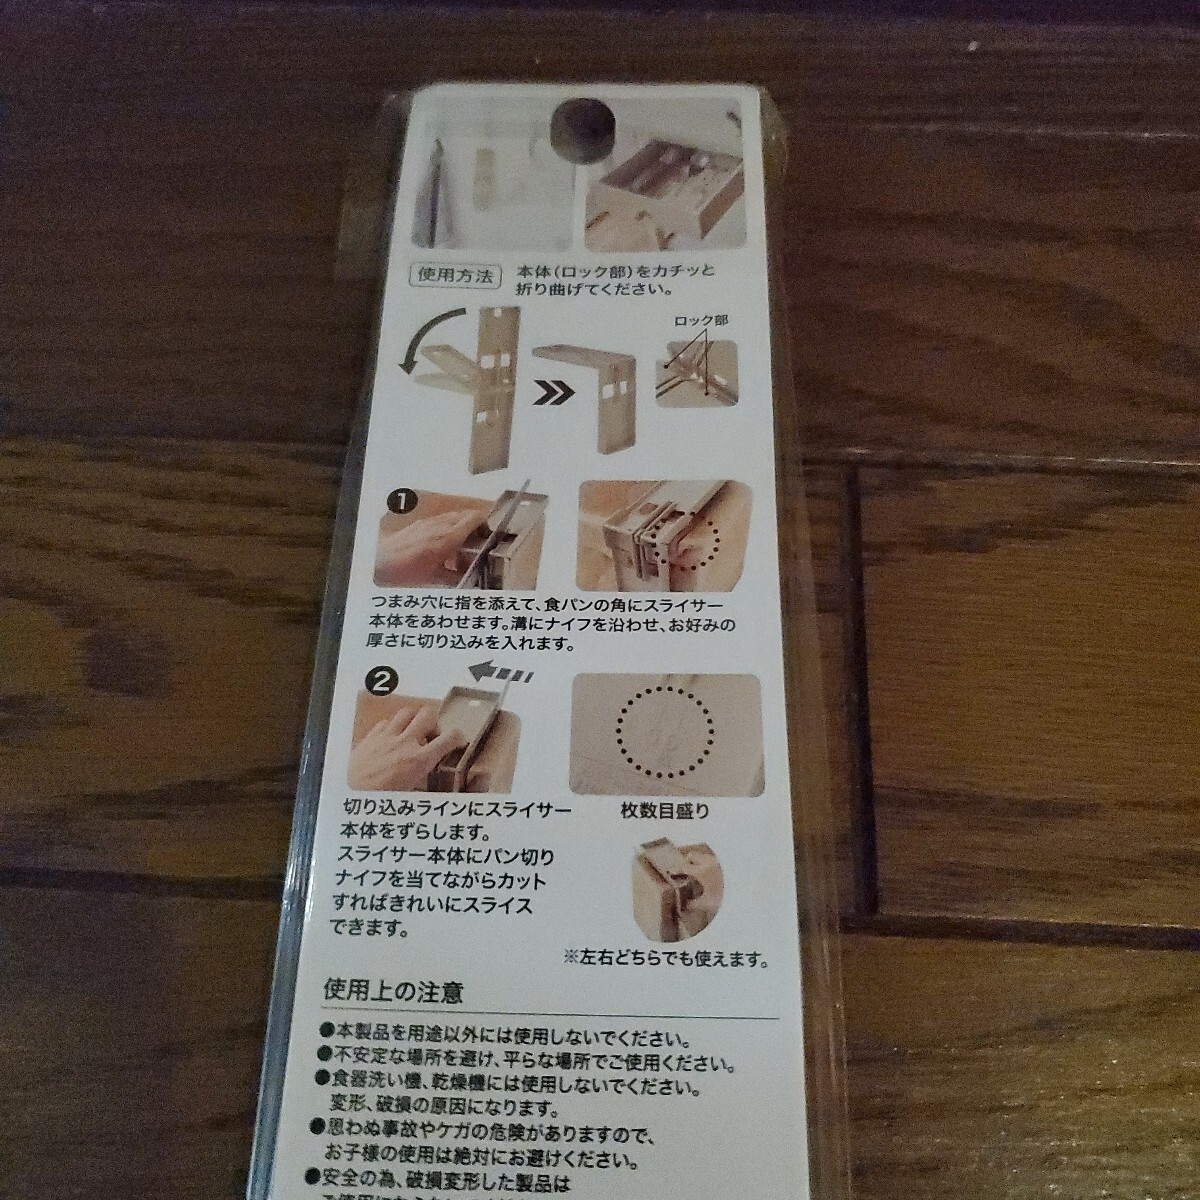 使用方法
本体(ロック部)をカチッと
折り曲げてください。
ロック部
1
つまみ穴に指を添えて、食パンの角にスライサー
本体をあわせます。溝にナイフを沿わせ、お好みの
厚さに切り込みを入れます。
2
切り込みラインにスライサー
本体をずらします。
スライサー本体にパン切り
ナイフを当てながらカット
すればきれいにスライス
できます。
枚数目盛り
※左右どちらでも使えます。
使用上の注意
●本製品を用途以外には使用しないでください。
●不安定な場所を避け、平らな場所でご使用ください。
●食器洗い機、乾燥機には使用しないでください。
変形、破損の原因になります。
●思わぬ事故やケガの危険がありますので、
お子様の使用は絶対にお避けください。
●安全の為、破損変形した製品は